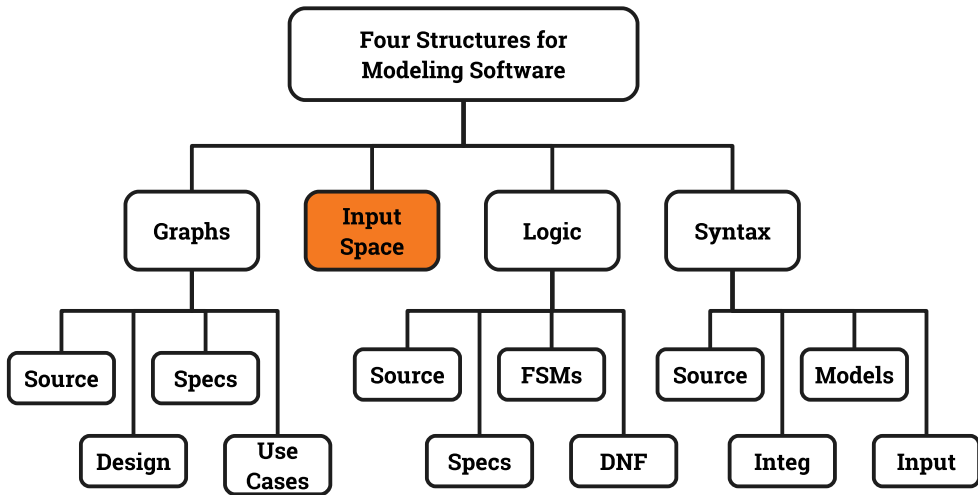 Four Structures for
Modeling Software
Graphs
Input
Space
Logic
Syntax
Source
Specs
Source
FSMs
Source
Models
Design
Use
Cases
Specs
DNF
Integ
Input